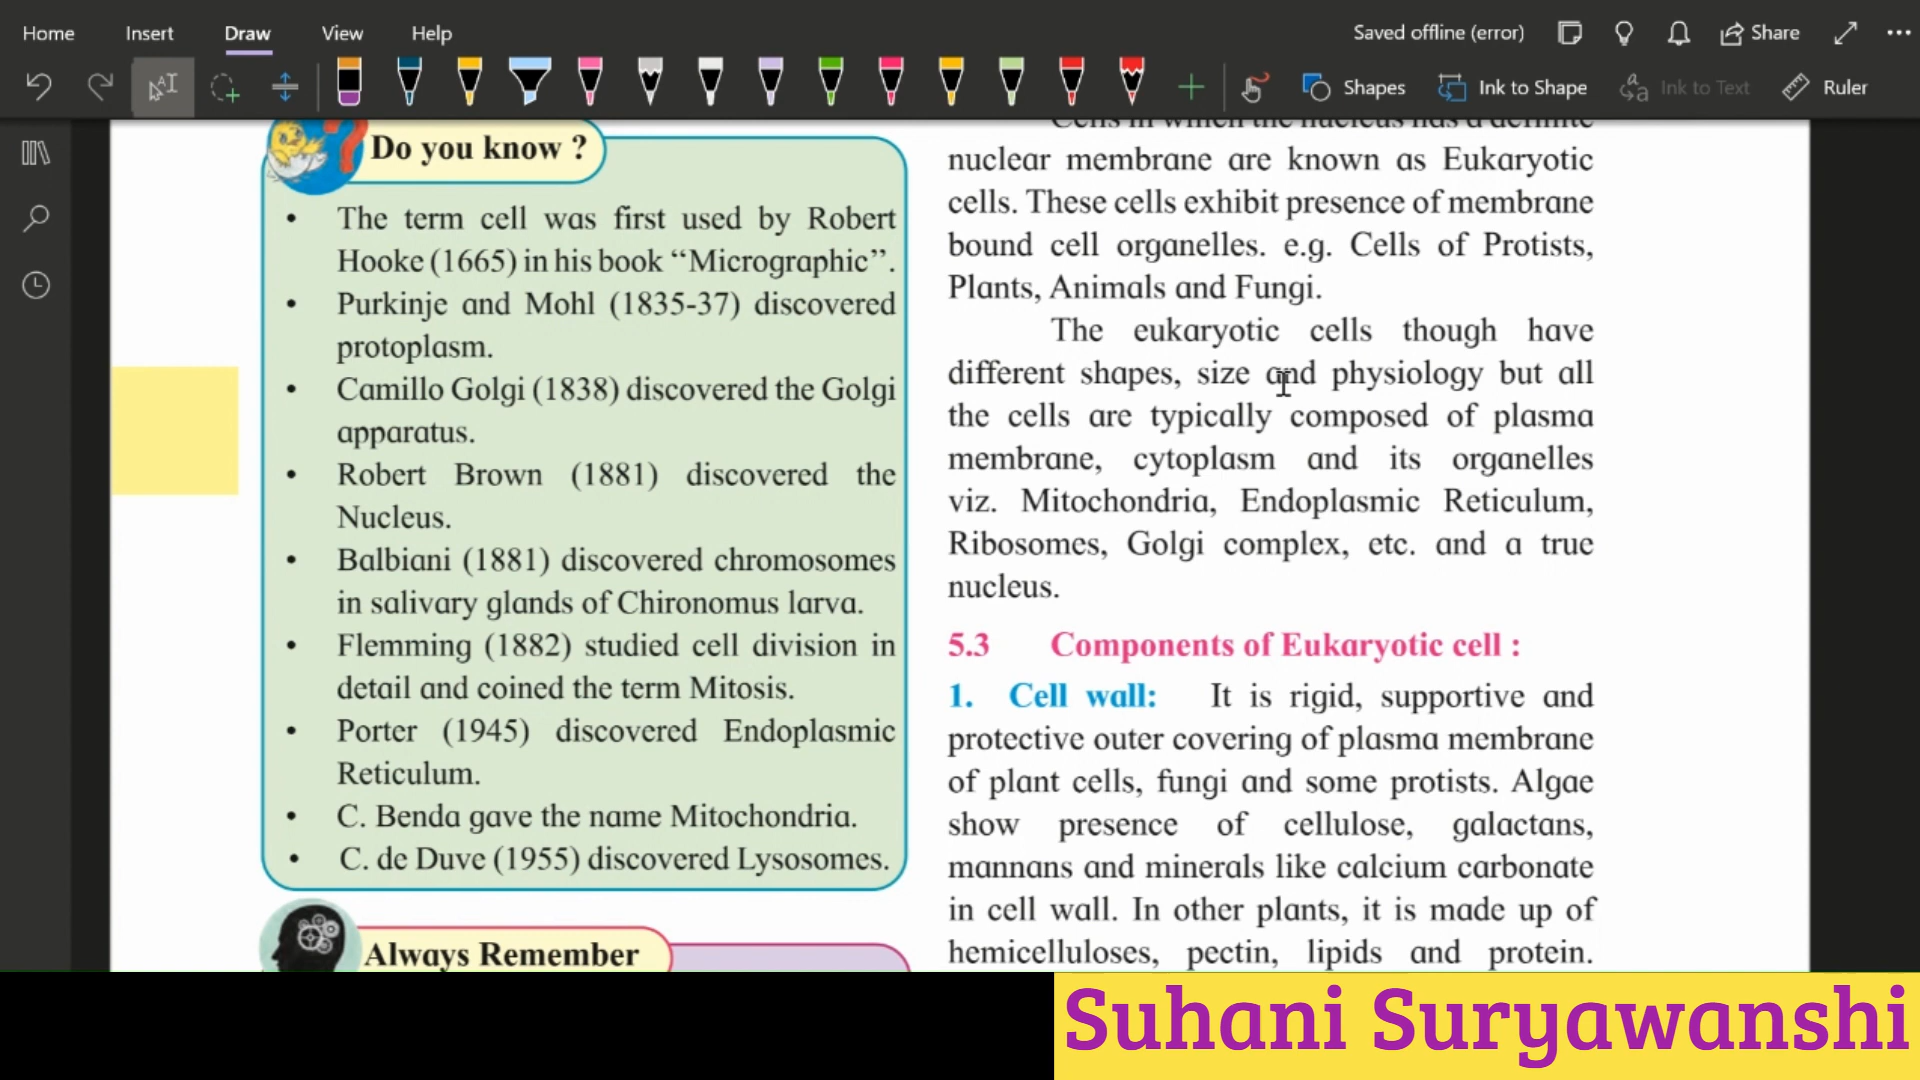 Home Insert Draw View Help Saved offline (error) Share
Shapes Ink to Shape Ink to Text Ruler
Do you know ?
• The term cell was first used by Robert
Hooke (1665) in his book “Micrographic”.
• Purkinje and Mohl (1835-37) discovered
protoplasm.
• Camillo Golgi (1838) discovered the Golgi
apparatus.
• Robert Brown (1881) discovered the
Nucleus.
• Balbiani (1881) discovered chromosomes
in salivary glands of Chironomus larva.
• Flemming (1882) studied cell division in
detail and coined the term Mitosis.
• Porter (1945) discovered Endoplasmic
Reticulum.
• C. Benda gave the name Mitochondria.
• C. de Duve (1955) discovered Lysosomes.
Always Remember
Cells in which the nucleus has a definite
nuclear membrane are known as Eukaryotic
cells. These cells exhibit presence of membrane
bound cell organelles. e.g. Cells of Protists,
Plants, Animals and Fungi.
The eukaryotic cells though have
different shapes, size and physiology but all
the cells are typically composed of plasma
membrane, cytoplasm and its organelles
viz. Mitochondria, Endoplasmic Reticulum,
Ribosomes, Golgi complex, etc. and a true
nucleus.
5.3 Components of Eukaryotic cell :
1. Cell wall: It is rigid, supportive and
protective outer covering of plasma membrane
of plant cells, fungi and some protists. Algae
show presence of cellulose, galactans,
mannans and minerals like calcium carbonate
in cell wall. In other plants, it is made up of
hemicelluloses, pectin, lipids and protein.
Suhani Suryawanshi